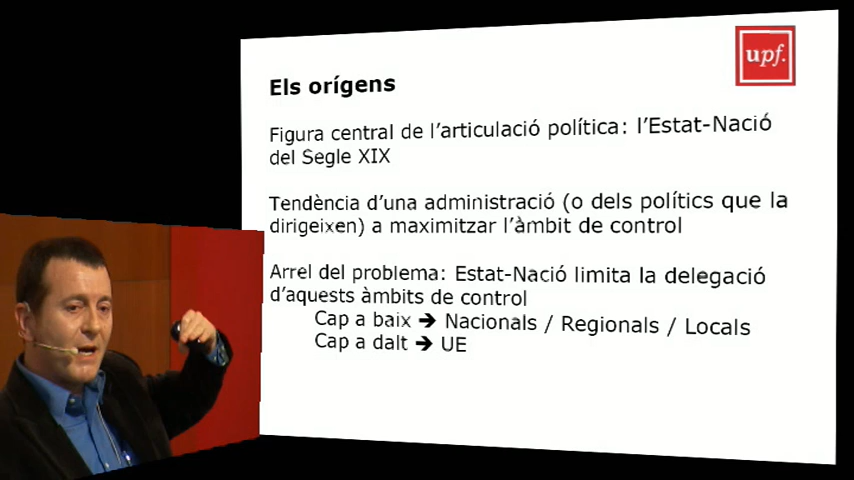 upf.
Els orígens
Figura central de l'articulació política: l'Estat-Nació
del Segle XIX
Tendència d'una administració (o dels polítics que la
dirigeixen) a maximitzar l'àmbit de control
Arrel del problema: Estat-Nació limita la delegació
d'aquests àmbits de control
Cap a baix ➔ Nacionals / Regionals / Locals
Cap a dalt ➔ UE